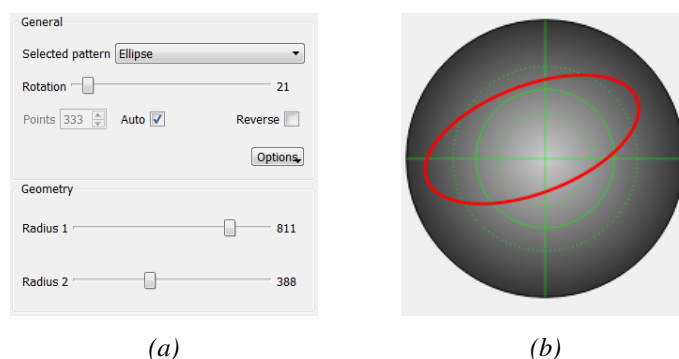 General
Selected pattern Ellipse
Rotation 21
Points 333 Auto Reverse
Options
Geometry
Radius 1 811
Radius 2 388
(a) (b)